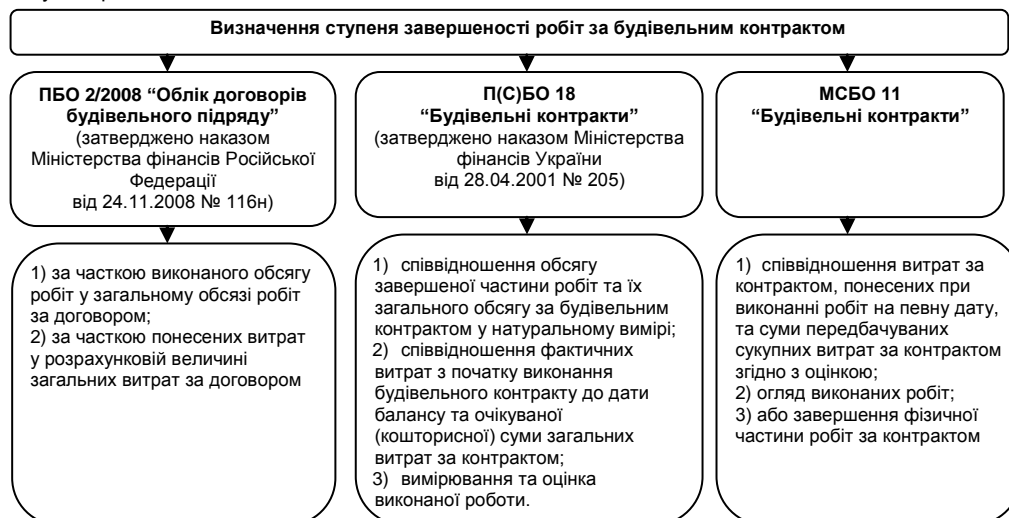 Визначення ступеня завершеності робіт за будівельним контрактом
ПБО 2/2008 “Облік договорів
будівельного підряду”
(затверджено наказом
Міністерства фінансів Російської
Федерації
від 24.11.2008 № 116н)
П(С)БО 18
“Будівельні контракти”
(затверджено наказом Міністерства
фінансів України
від 28.04.2001 № 205)
МСБО 11
“Будівельні контракти”
1) за часткою виконаного обсягу
робіт у загальному обсязі робіт
за договором;
2) за часткою понесених витрат
у розрахунковій величині
загальних витрат за договором
1) співвідношення обсягу
завершеної частини робіт та їх
загального обсягу за будівельним
контрактом у натуральному вимірі;
2) співвідношення фактичних
витрат з початку виконання
будівельного контракту до дати
балансу та очікуваної
(кошторисної) суми загальних
витрат за контрактом;
3) вимірювання та оцінка
виконаної роботи.
1) співвідношення витрат за
контрактом, понесених при
виконанні робіт на певну дату,
та суми передбачуваних
сукупних витрат за контрактом
згідно з оцінкою;
2) огляд виконаних робіт;
3) або завершення фізичної
частини робіт за контрактом